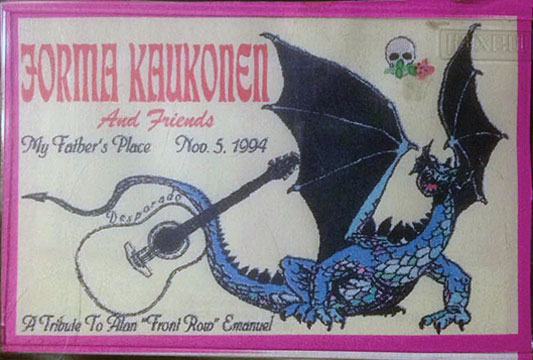 JORMA KAUKONEN
And Friends
My Father's Place Nov. 5, 1994
Desparado
A Tribute To Alan "Front Row" Emanuel